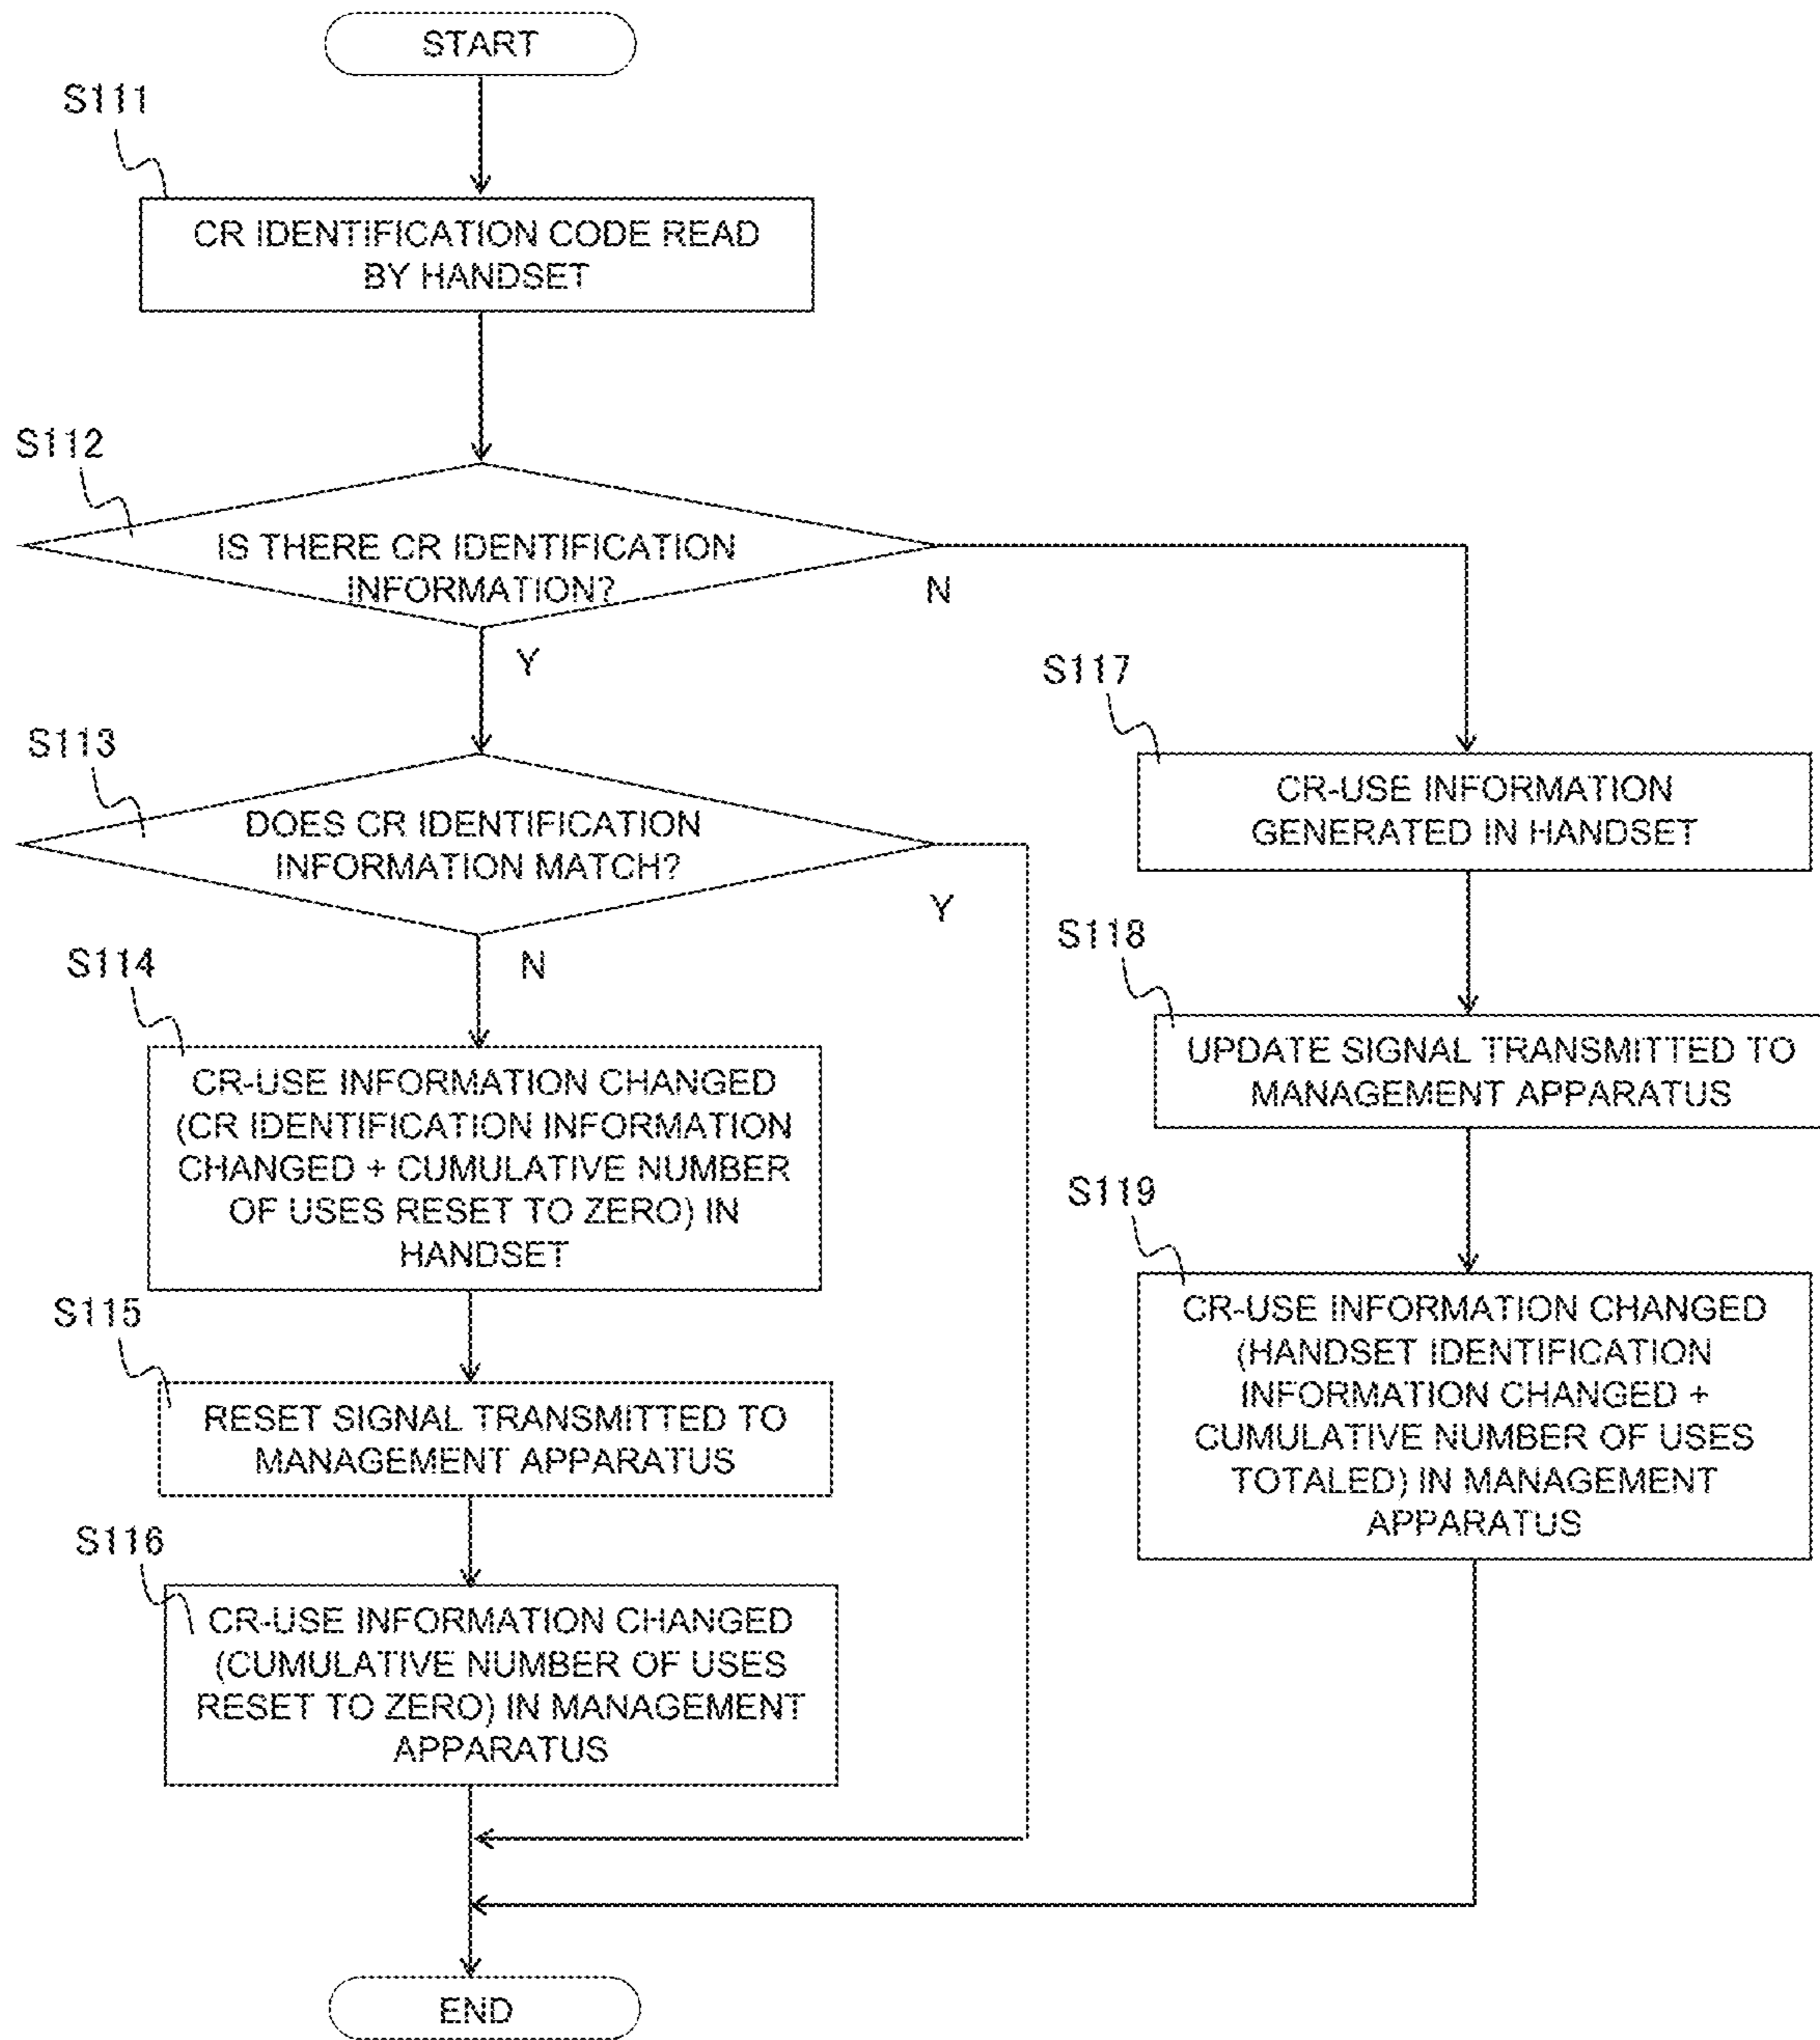 START
S111
CR IDENTIFICATION CODE READ
BY HANDSET
S112
IS THERE CR IDENTIFICATION
INFORMATION?
N
Y
S113
DOES CR IDENTIFICATION
INFORMATION MATCH?
Y
N
S114
CR-USE INFORMATION CHANGED
(CR IDENTIFICATION INFORMATION
CHANGED + CUMULATIVE NUMBER
OF USES RESET TO ZERO) IN
HANDSET
S115
RESET SIGNAL TRANSMITTED TO
MANAGEMENT APPARATUS
S116
CR-USE INFORMATION CHANGED
(CUMULATIVE NUMBER OF USES
RESET TO ZERO) IN MANAGEMENT
APPARATUS
S117
CR-USE INFORMATION
GENERATED IN HANDSET
S118
UPDATE SIGNAL TRANSMITTED TO
MANAGEMENT APPARATUS
S119
CR-USE INFORMATION CHANGED
(HANDSET IDENTIFICATION
INFORMATION CHANGED +
CUMULATIVE NUMBER OF USES
TOTALED) IN MANAGEMENT
APPARATUS
END